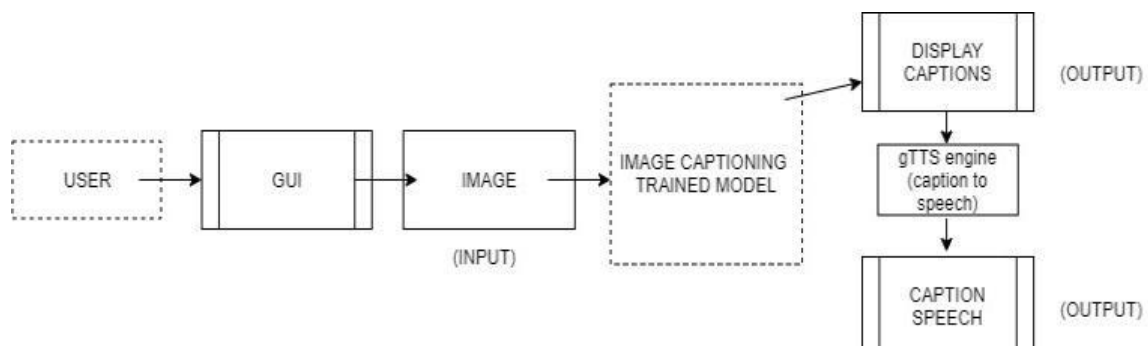 USER
GUI
IMAGE
(INPUT)
IMAGE CAPTIONING
TRAINED MODEL
DISPLAY
CAPTIONS
(OUTPUT)
gTTS engine
(caption to
speech)
CAPTION
SPEECH
(OUTPUT)